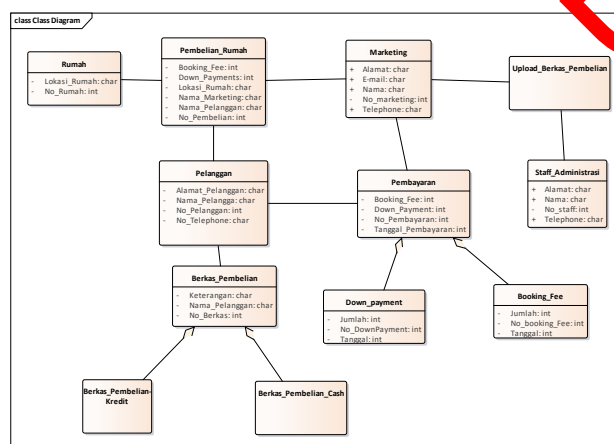 class Class Diagram
Rumah
- Lokasi_Rumah: char
- No_Rumah: int
Pembelian_Rumah
- Booking_Fee: int
- Down_Payments: int
- Lokasi_Rumah: char
- Nama_Marketing: char
- Nama_Pelanggan: char
- No_Pembelian: int
Marketing
+ Alamat: char
+ E-mail: char
+ Nama: char
- No_marketing: int
+ Telephone: char
Upload_Berkas_Pembelian
Pelanggan
- Alamat_Pelanggan: char
- Nama_Pelangga: char
- No_Pelanggan: int
- No_Telephone: char
Pembayaran
- Booking_Fee: int
- Down_Payment: int
- No_Pembayaran: int
- Tanggal_Pembayaran: int
Staff_Administrasi
+ Alamat: char
+ Nama: char
- No_staff: int
+ Telephone: char
Berkas_Pembelian
- Keterangan: char
- Nama_Pelanggan: char
- No_Berkas: int
Down_payment
- Jumlah: int
- No_DownPayment: int
- Tanggal: int
Booking_Fee
- Jumlah: int
- No_booking_Fee: int
- Tanggal: int
Berkas_Pembelian-
Kredit
Berkas_Pembelian_Cash